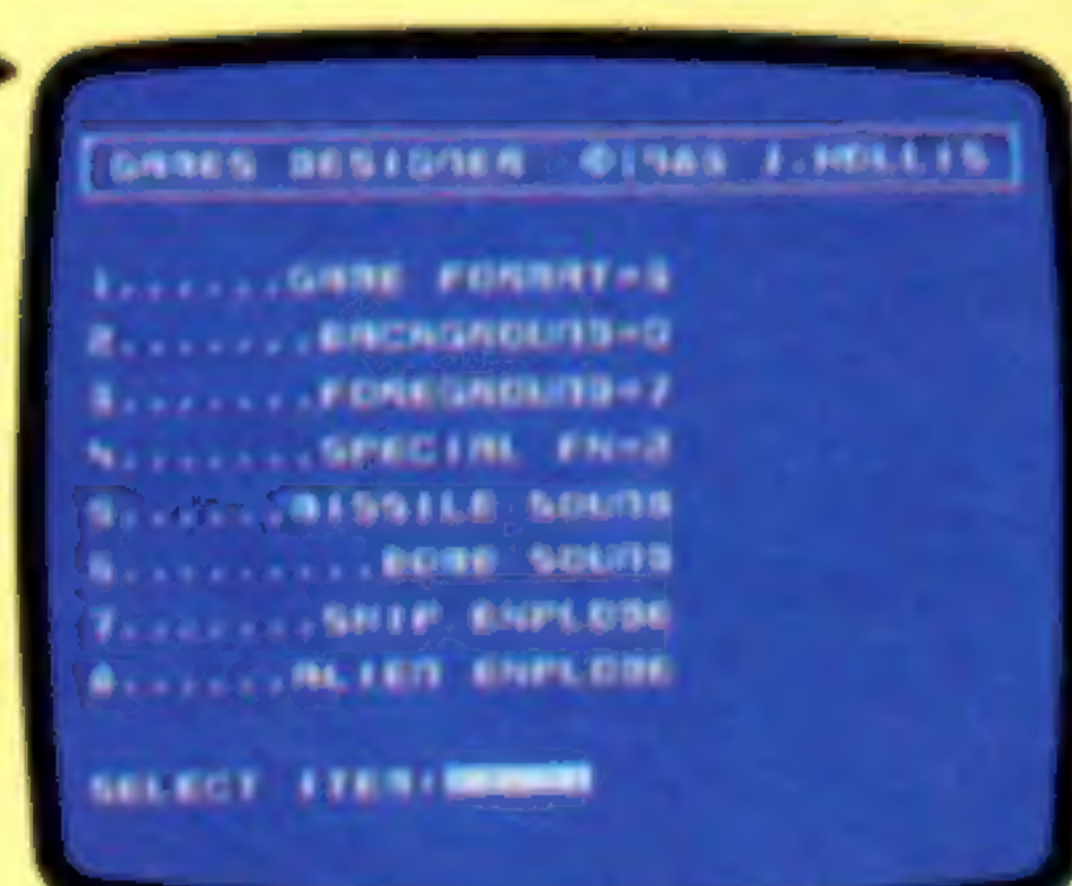 GAMES DESIGNER © J.HOLLIS
1......GAME FORMAT=
2.......BACKGROUND=0
3.......FOREGROUND=7
4.......SPECIAL FN=2
5......MISSILE SOUND
6..........BOMB SOUND
7.......SHIP EXPLODE
8......ALIEN EXPLODE
SELECT ITEM: